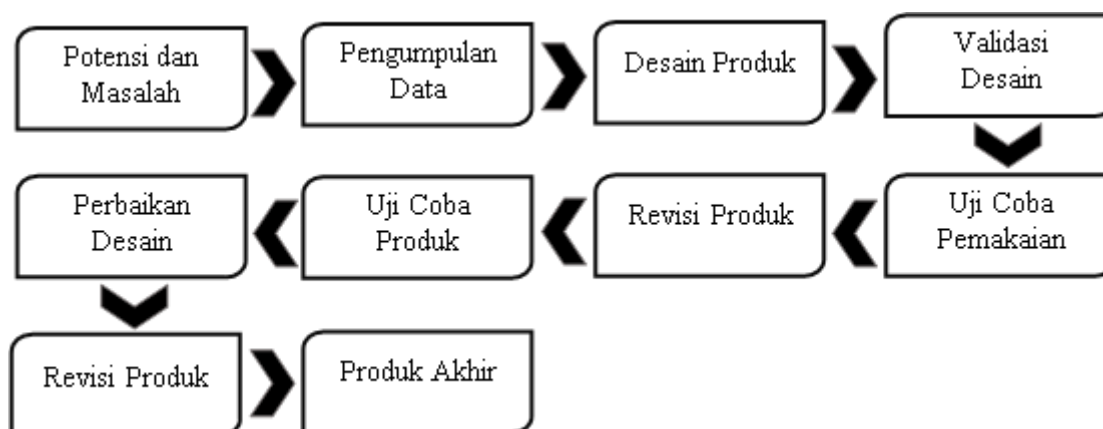 Potensi dan
Masalah
Pengumpulan
Data
Desain Produk
Validasi
Desain
Uji Coba
Pemakaian
Revisi Produk
Uji Coba
Produk
Perbaikan
Desain
Revisi Produk
Produk Akhir